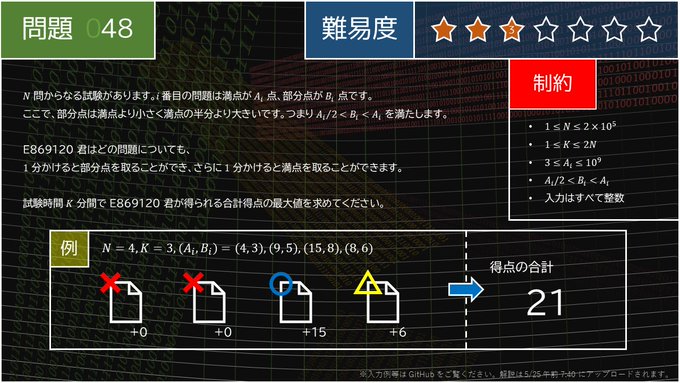 問題 048
難易度
5
N 問からなる試験があります。i 番目の問題は満点が A_i 点、部分点が B_i 点です。
ここで、部分点は満点より小さく満点の半分より大きいです。つまり A_i/2 < B_i < A_i を満たします。
E869120 君はどの問題についても、
1 分かけると部分点を取ることができ、さらに 1 分かけると満点を取ることができます。
試験時間 K 分間で E869120 君が得られる合計得点の最大値を求めてください。
制約
• 1 ≤ N ≤ 2 × 10^5
• 1 ≤ K ≤ 2N
• 3 ≤ A_i ≤ 10^9
• A_i/2 < B_i < A_i
• 入力はすべて整数
例
N = 4, K = 3, (A_i, B_i) = (4, 3), (9, 5), (15, 8), (8, 6)
+0 +0 +15 +6
得点の合計
21
※入力例等は GitHub をご覧ください。解説は 5/25 午前 7:40 にアップロードされます。